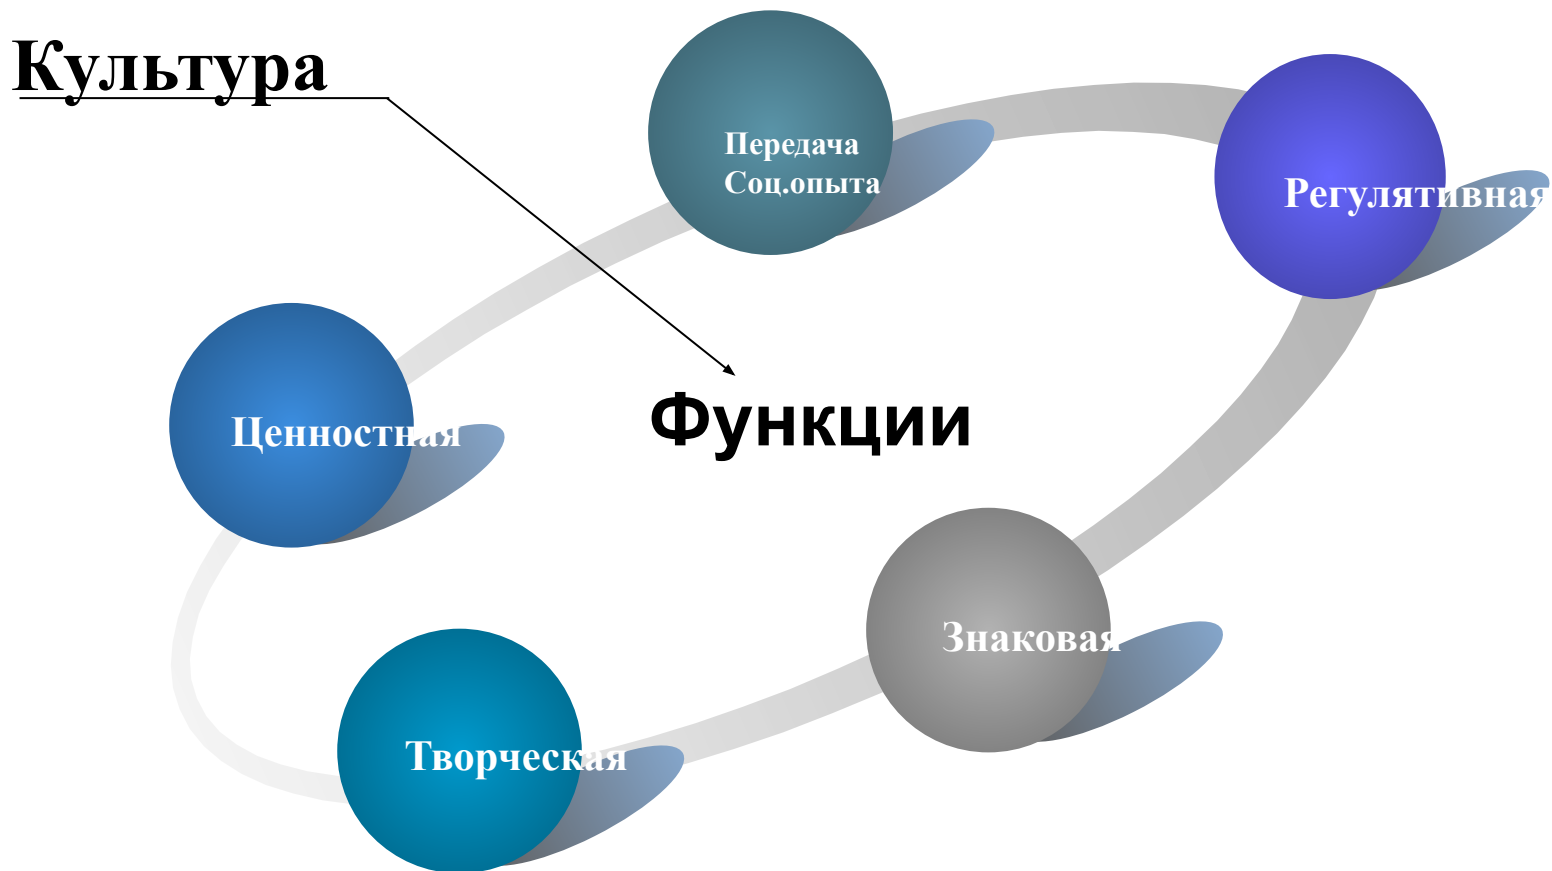 Культура
Передача
Соц.опыта
Регулятивная
Ценностная
Функции
Знаковая
Творческая